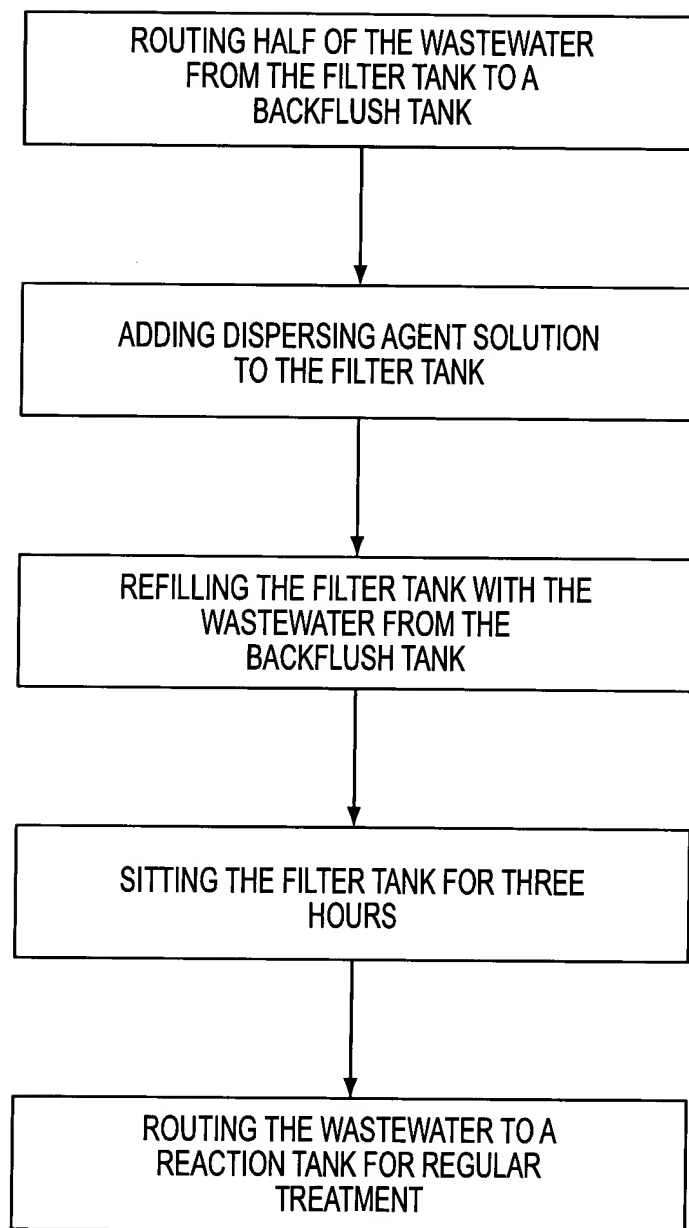 ROUTING HALF OF THE WASTEWATER
FROM THE FILTER TANK TO A
BACKFLUSH TANK
ADDING DISPERSING AGENT SOLUTION
TO THE FILTER TANK
REFILLING THE FILTER TANK WITH THE
WASTEWATER FROM THE
BACKFLUSH TANK
SITTING THE FILTER TANK FOR THREE
HOURS
ROUTING THE WASTEWATER TO A
REACTION TANK FOR REGULAR
TREATMENT